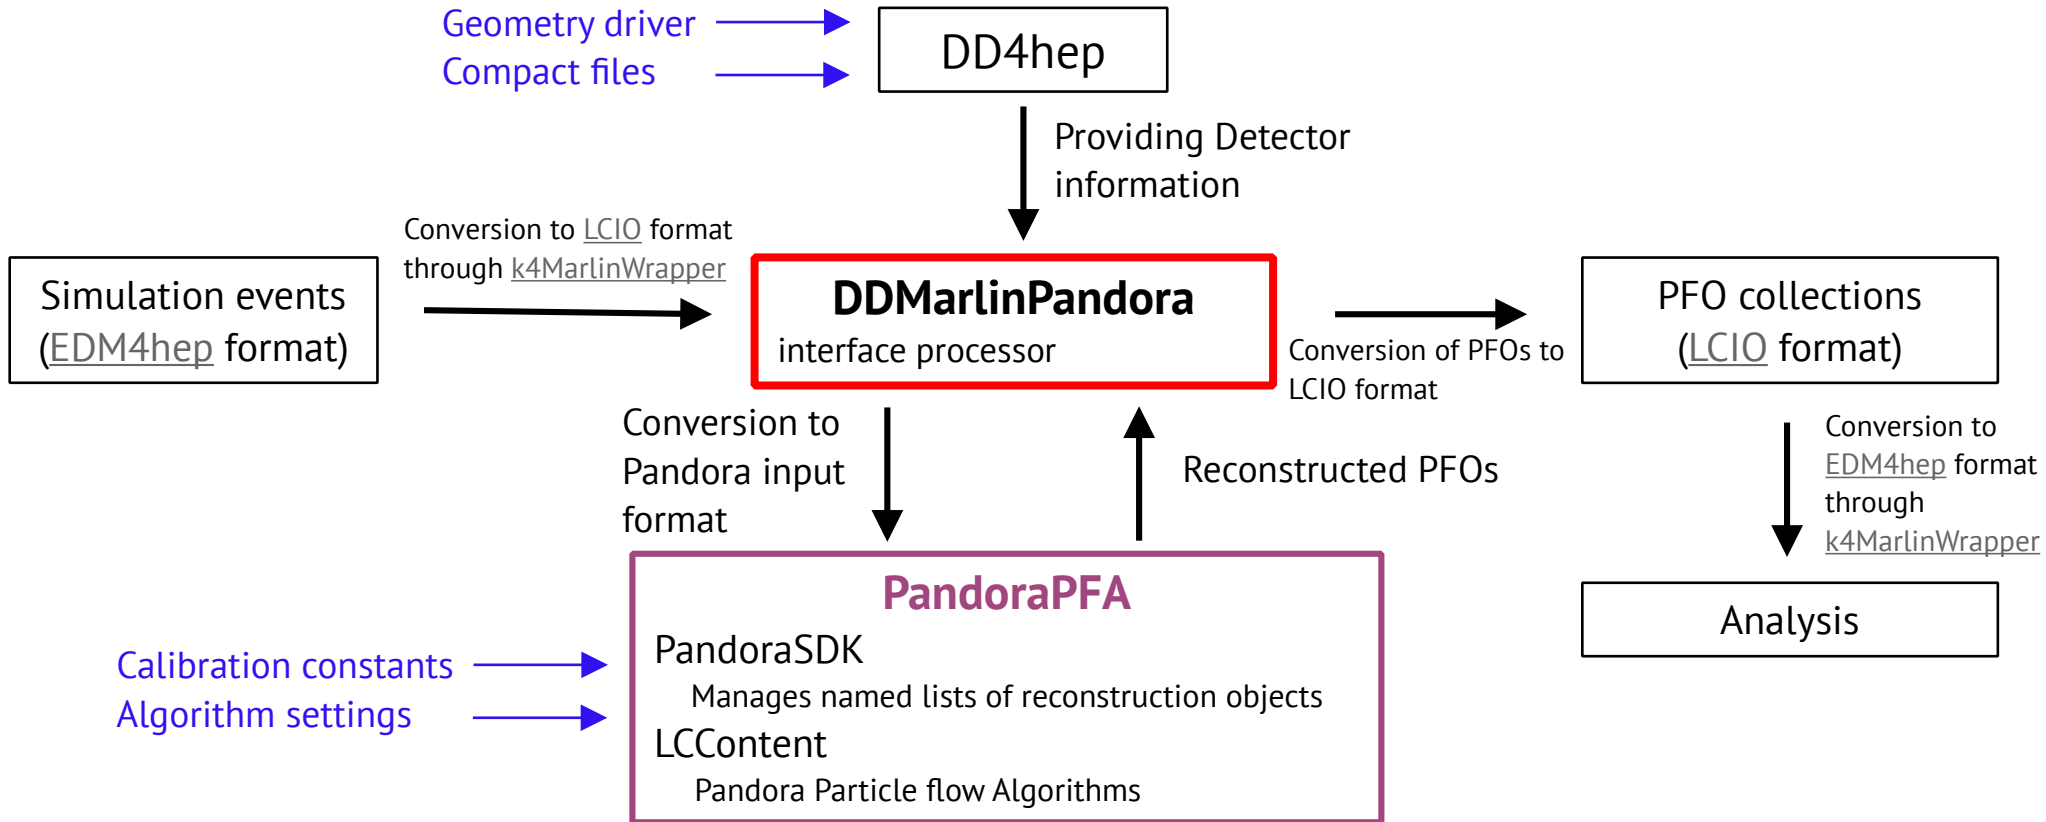 Geometry driver
Compact files
DD4hep
Providing Detector
information
Conversion to LCIO format
through k4MarlinWrapper
Simulation events
(EDM4hep format)
DDMarlinPandora
interface processor
Conversion of PFOs to
LCIO format
PFO collections
(LCIO format)
Conversion to
Pandora input
format
Reconstructed PFOs
Conversion to
EDM4hep format
through
k4MarlinWrapper
PandoraPFA
PandoraSDK
Manages named lists of reconstruction objects
LCContent
Pandora Particle flow Algorithms
Calibration constants
Algorithm settings
Analysis